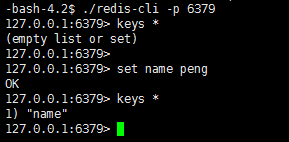 -bash-4.2$ ./redis-cli -p 6379
127.0.0.1:6379> keys *
(empty list or set)
127.0.0.1:6379>
127.0.0.1:6379> set name peng
OK
127.0.0.1:6379> keys *
1) "name"
127.0.0.1:6379>